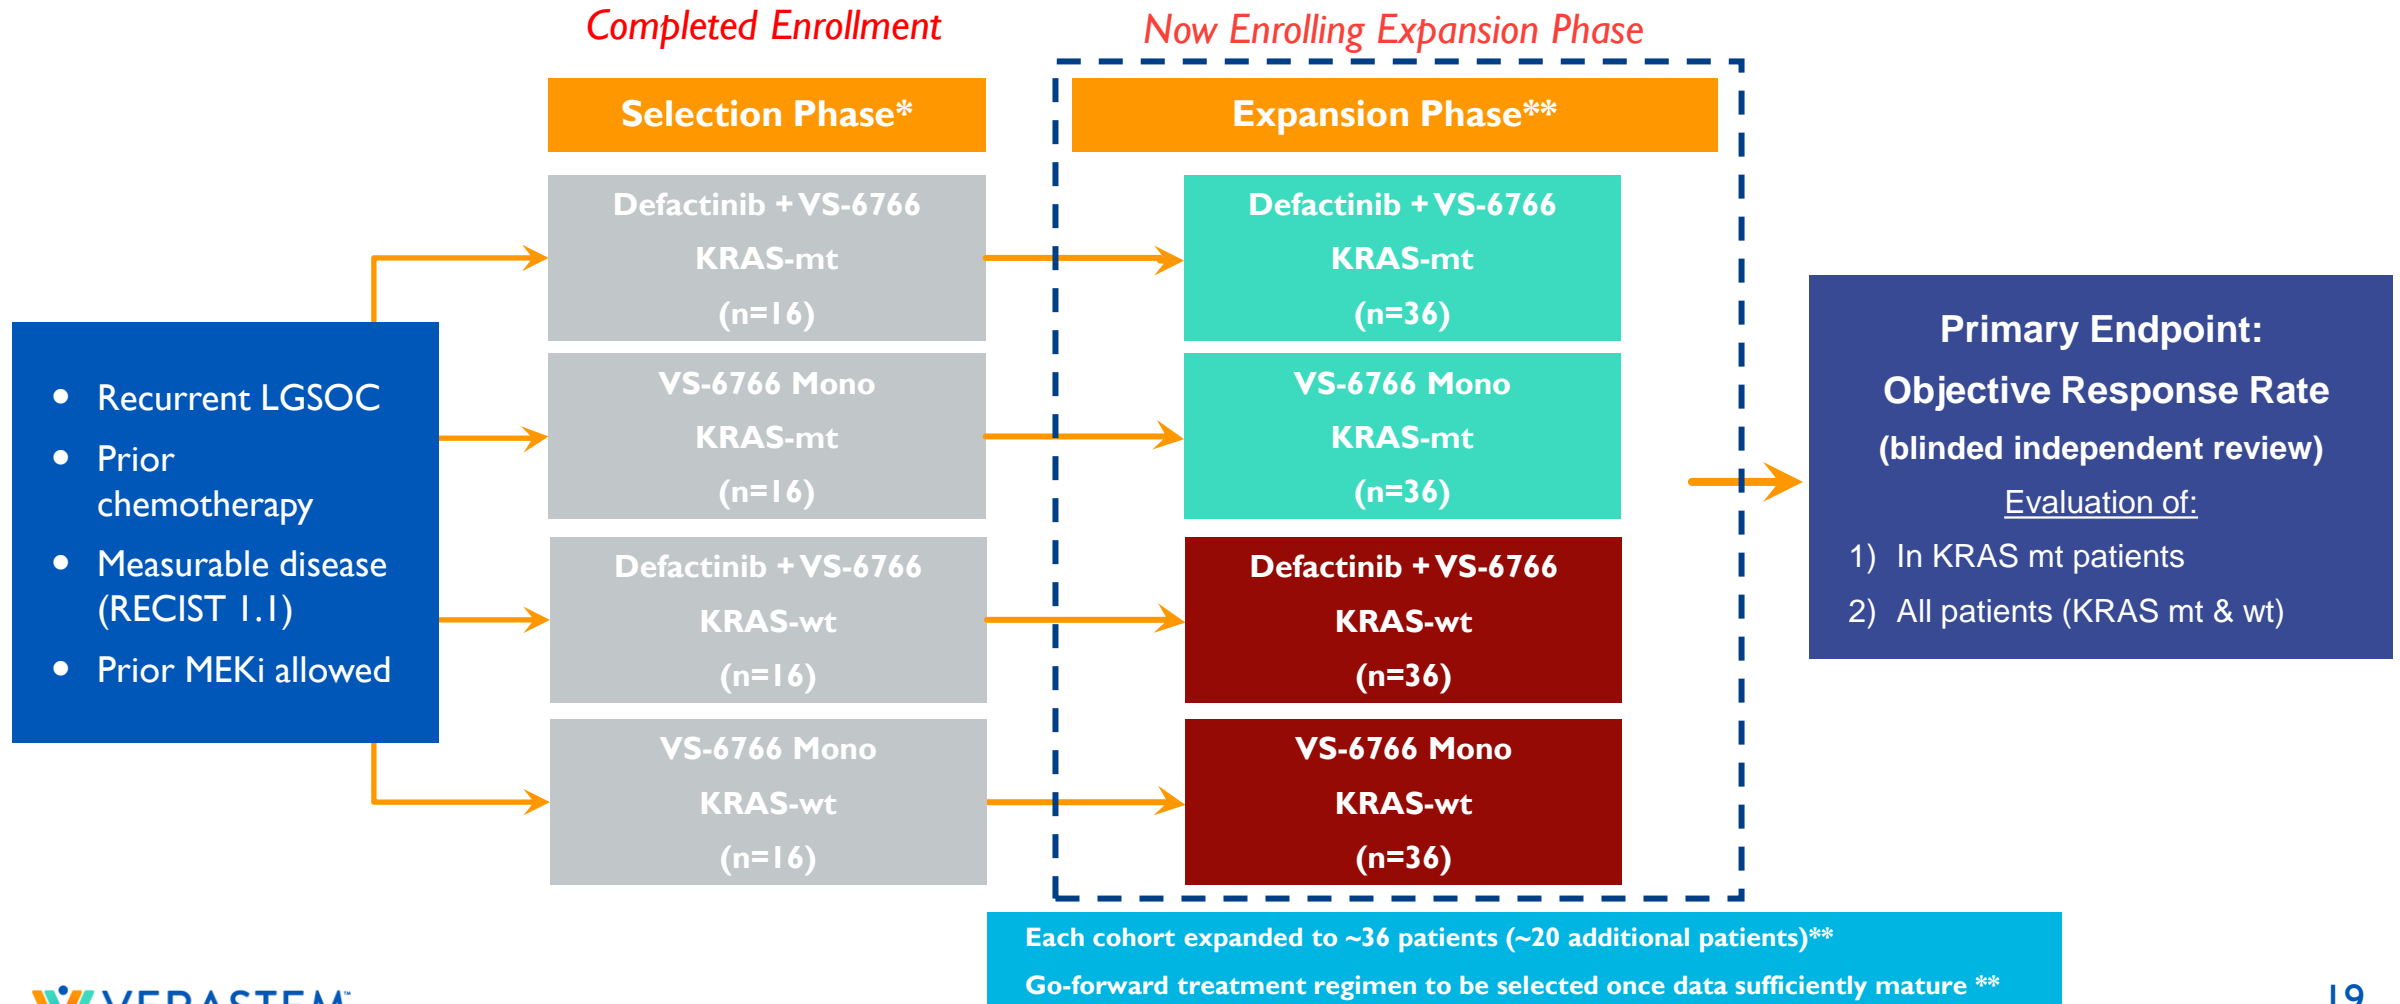 Completed Enrollment
Now Enrolling Expansion Phase
Selection Phase*
Expansion Phase**
• Recurrent LGSOC
• Prior
chemotherapy
• Measurable disease
(RECIST 1.1)
• Prior MEKi allowed
Defactinib + VS-6766
KRAS-mt
(n=16)
VS-6766 Mono
KRAS-mt
(n=16)
Defactinib + VS-6766
KRAS-wt
(n=16)
VS-6766 Mono
KRAS-wt
(n=16)
Defactinib + VS-6766
KRAS-mt
(n=36)
VS-6766 Mono
KRAS-mt
(n=36)
Defactinib + VS-6766
KRAS-wt
(n=36)
VS-6766 Mono
KRAS-wt
(n=36)
Primary Endpoint:
Objective Response Rate
(blinded independent review)
Evaluation of:
1) In KRAS mt patients
2) All patients (KRAS mt & wt)
Each cohort expanded to ~36 patients (~20 additional patients)**
Go-forward treatment regimen to be selected once data sufficiently mature **
VERASTEM™
19